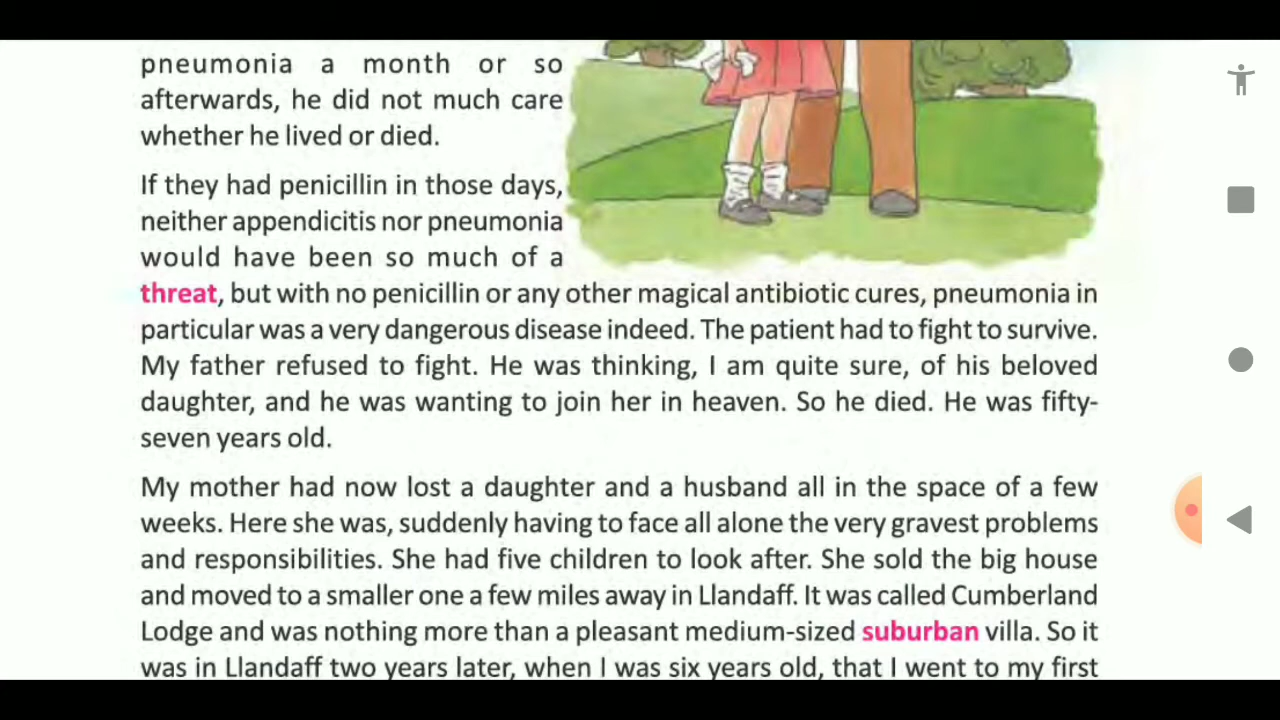 pneumonia a month or so
afterwards, he did not much care
whether he lived or died.
If they had penicillin in those days,
neither appendicitis nor pneumonia
would have been so much of a
threat, but with no penicillin or any other magical antibiotic cures, pneumonia in
particular was a very dangerous disease indeed. The patient had to fight to survive.
My father refused to fight. He was thinking, I am quite sure, of his beloved
daughter, and he was wanting to join her in heaven. So he died. He was fifty-
seven years old.
My mother had now lost a daughter and a husband all in the space of a few
weeks. Here she was, suddenly having to face all alone the very gravest problems
and responsibilities. She had five children to look after. She sold the big house
and moved to a smaller one a few miles away in Llandaff. It was called Cumberland
Lodge and was nothing more than a pleasant medium-sized suburban villa. So it
was in Llandaff two years later, when I was six years old, that I went to my first